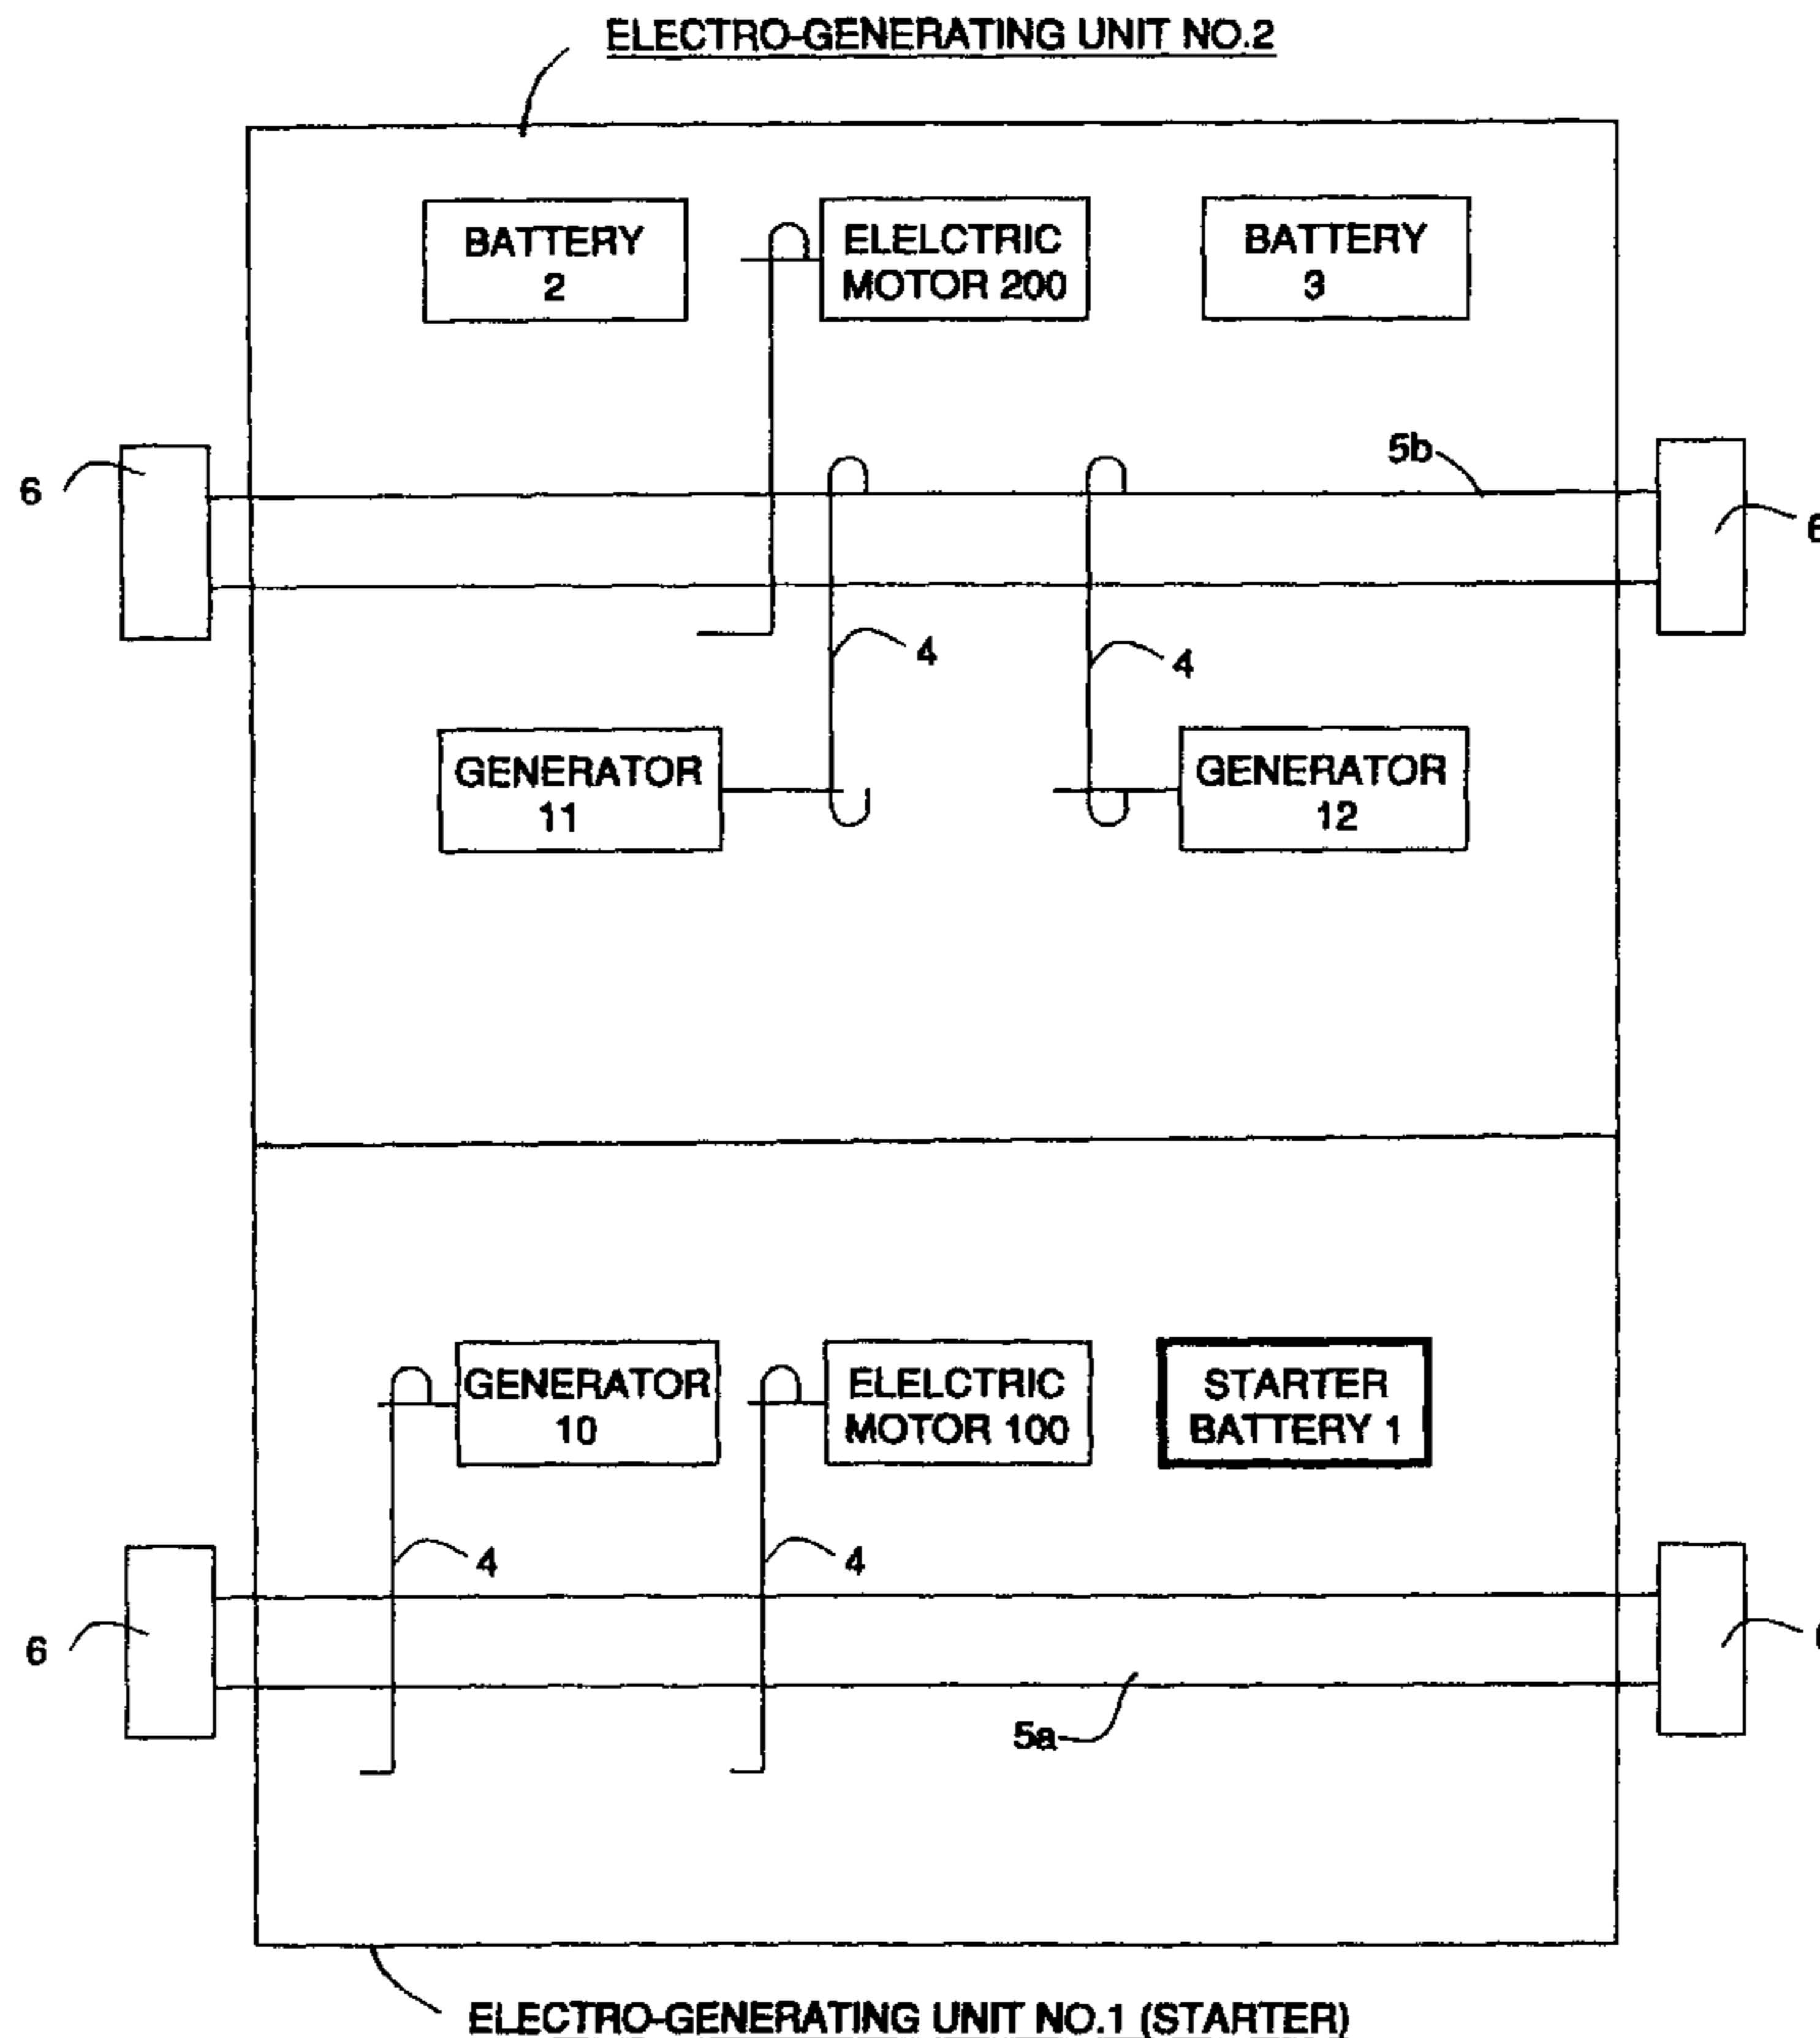 ELECTRO-GENERATING UNIT NO.2
BATTERY
2
ELELCTRIC
MOTOR 200
BATTERY
3
5b
6
6
4
4
GENERATOR
11
GENERATOR
12
GENERATOR
10
ELELCTRIC
MOTOR 100
STARTER
BATTERY 1
4
4
6
5a
ELECTRO-GENERATING UNIT NO.1 (STARTER)